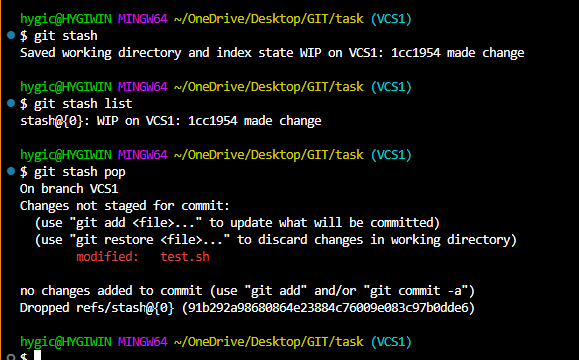 hygic@HYGIWIN MINGW64 ~/OneDrive/Desktop/GIT/task (VCS1)
$ git stash
Saved working directory and index state WIP on VCS1: 1cc1954 made change
hygic@HYGIWIN MINGW64 ~/OneDrive/Desktop/GIT/task (VCS1)
$ git stash list
stash@{0}: WIP on VCS1: 1cc1954 made change
hygic@HYGIWIN MINGW64 ~/OneDrive/Desktop/GIT/task (VCS1)
$ git stash pop
On branch VCS1
Changes not staged for commit:
  (use "git add <file>..." to update what will be committed)
  (use "git restore <file>..." to discard changes in working directory)
        modified:   test.sh
no changes added to commit (use "git add" and/or "git commit -a")
Dropped refs/stash@{0} (91b292a98680864e23884c76009e083c97b0dde6)
hygic@HYGIWIN MINGW64 ~/OneDrive/Desktop/GIT/task (VCS1)
$